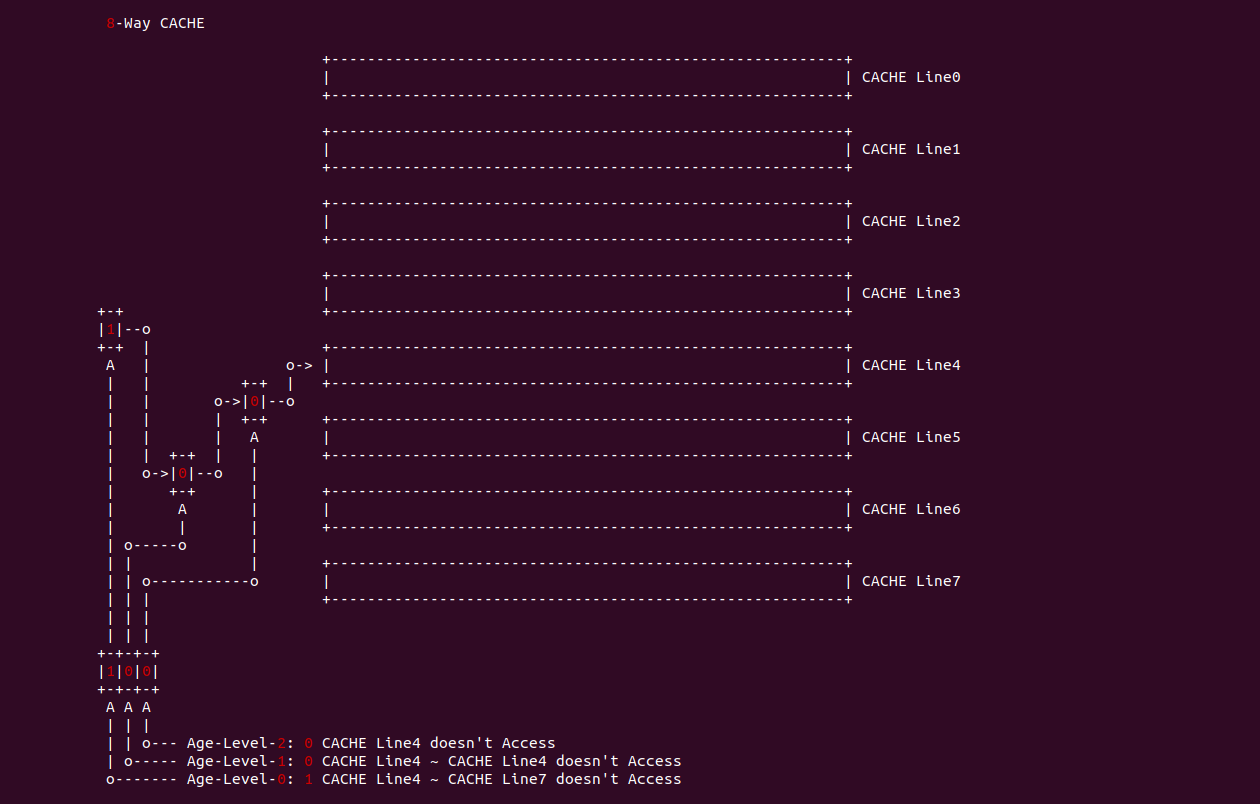 8-Way CACHE
CACHE Line0
CACHE Line1
CACHE Line2
CACHE Line3
|1|--o
A o-> CACHE Line4
o->|0|--o
A CACHE Line5
o->|0|--o
A CACHE Line6
o-----o
o-----------o CACHE Line7
|1|0|0|
A A A
o--- Age-Level-2: 0 CACHE Line4 doesn't Access
o----- Age-Level-1: 0 CACHE Line4 ~ CACHE Line4 doesn't Access
o------- Age-Level-0: 1 CACHE Line4 ~ CACHE Line7 doesn't Access